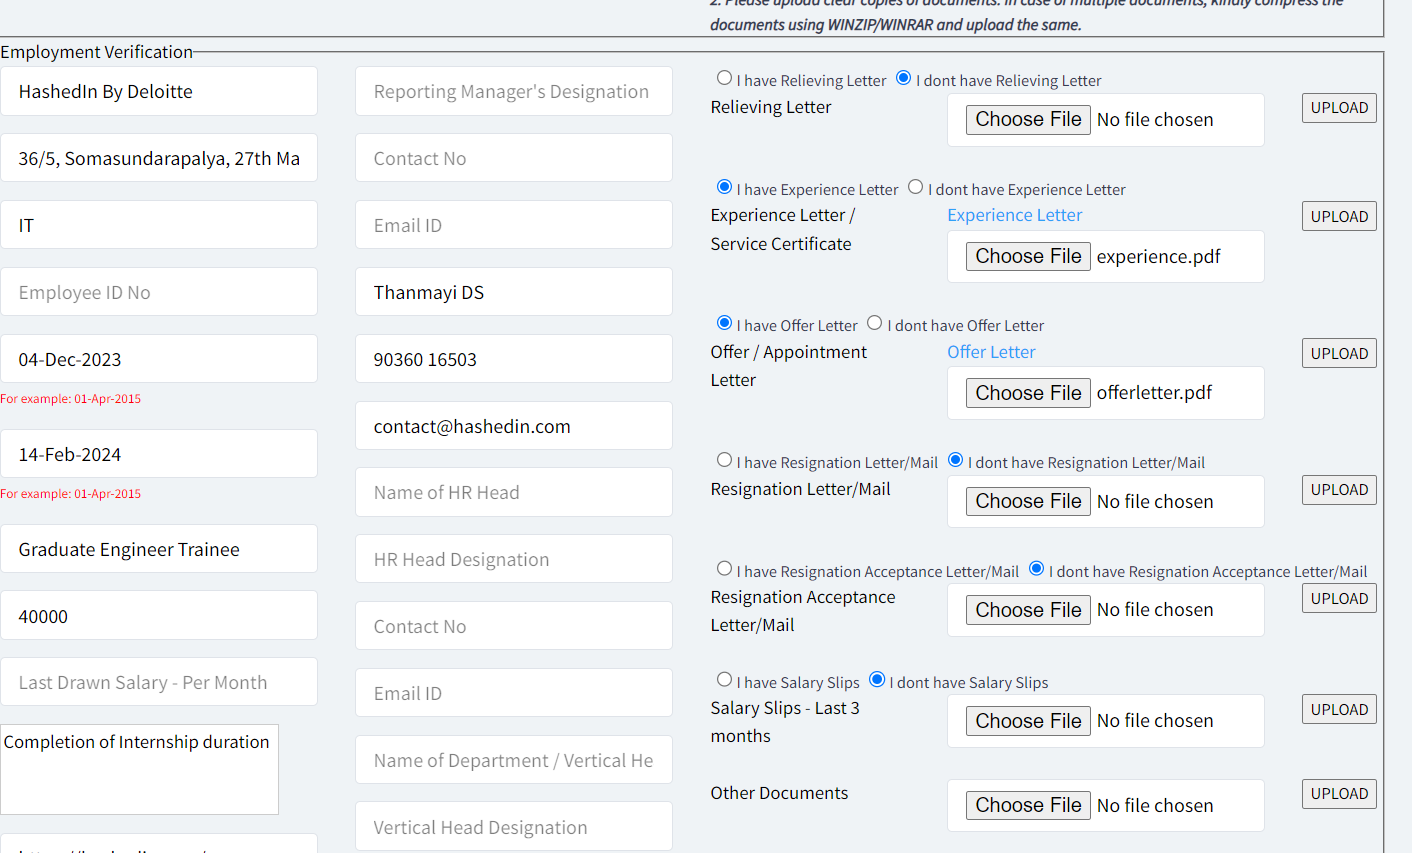 2. Please upload clear copies of documents. In case of multiple documents, kindly compress the
documents using WINZIP/WINRAR and upload the same.
Employment Verification
HashedIn By Deloitte
36/5, Somasundarapalya, 27th Ma
IT
Employee ID No
04-Dec-2023
For example: 01-Apr-2015
14-Feb-2024
For example: 01-Apr-2015
Graduate Engineer Trainee
40000
Last Drawn Salary - Per Month
Completion of Internship duration
Reporting Manager's Designation
Contact No
Email ID
Thanmayi DS
90360 16503
contact@hashedin.com
Name of HR Head
HR Head Designation
Contact No
Email ID
Name of Department / Vertical He
Vertical Head Designation
I have Relieving Letter I dont have Relieving Letter
Relieving Letter
Choose File No file chosen
UPLOAD
I have Experience Letter I dont have Experience Letter
Experience Letter /
Service Certificate
Experience Letter
Choose File experience.pdf
UPLOAD
I have Offer Letter I dont have Offer Letter
Offer / Appointment
Letter
Offer Letter
Choose File offerletter.pdf
UPLOAD
I have Resignation Letter/Mail I dont have Resignation Letter/Mail
Resignation Letter/Mail
Choose File No file chosen
UPLOAD
I have Resignation Acceptance Letter/Mail I dont have Resignation Acceptance Letter/Mail
Resignation Acceptance
Letter/Mail
Choose File No file chosen
UPLOAD
I have Salary Slips I dont have Salary Slips
Salary Slips - Last 3
months
Choose File No file chosen
UPLOAD
Other Documents
Choose File No file chosen
UPLOAD